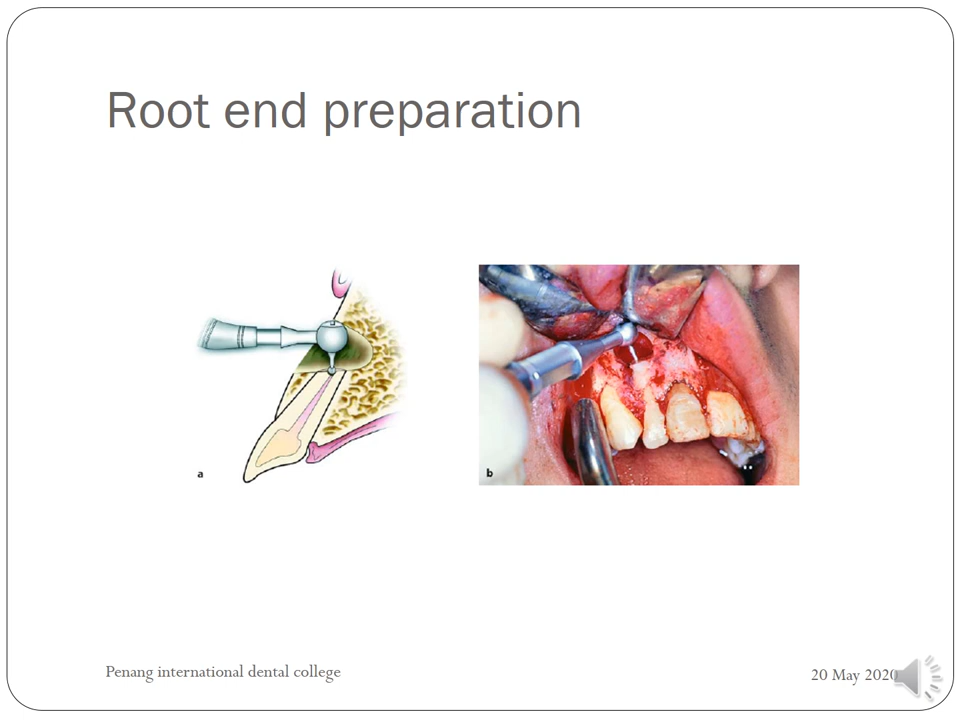 Root end preparation
a
b
Penang international dental college
20 May 2020